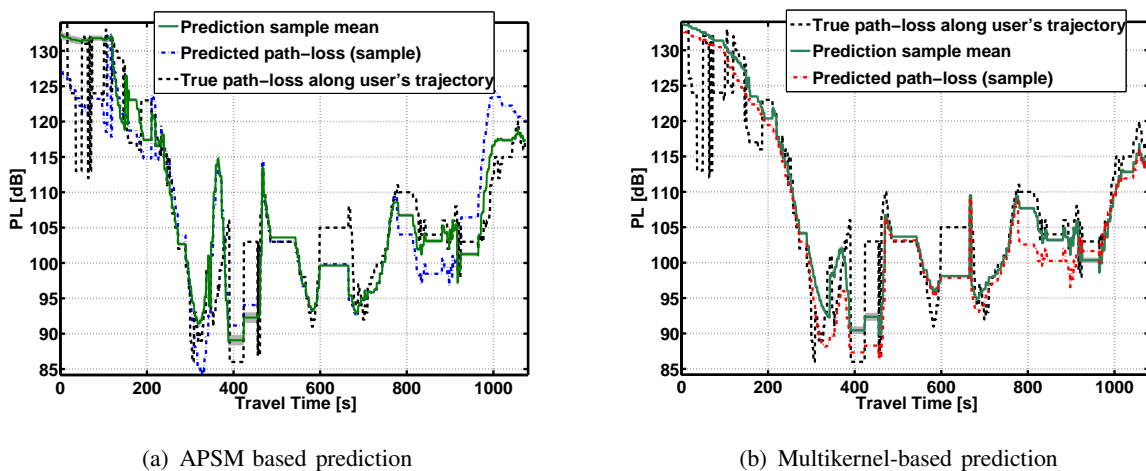 Prediction sample mean
Predicted path-loss (sample)
True path-loss along user's trajectory
PL [dB]
130
125
120
115
110
105
100
95
90
85
0 200 400 600 800 1000
Travel Time [s]
(a) APSM based prediction
True path-loss along user's trajectory
Prediction sample mean
Predicted path-loss (sample)
PL [dB]
130
125
120
115
110
105
100
95
90
85
0 200 400 600 800 1000
Travel Time [s]
(b) Multikernel-based prediction